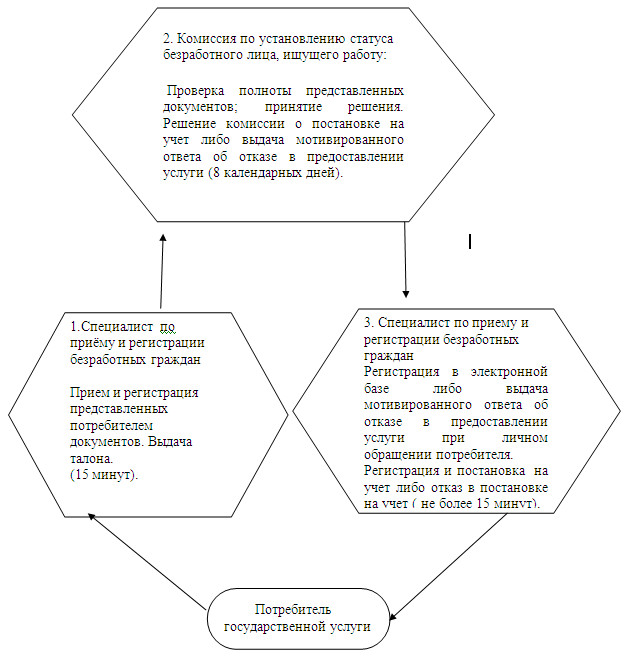 2. Комиссия по установлению статуса
безработного лица, ищущего работу:
Проверка полноты представленных
документов; принятие решения.
Решение комиссии о постановке на
учет либо выдача мотивированного
ответа об отказе в предоставлении
услуги (8 календарных дней).
1.Специалист по
приёму и регистрации
безработных граждан
Прием и регистрация
представленных
потребителем
документов. Выдача
талона.
(15 минут).
3. Специалист по приему и
регистрации безработных
граждан
Регистрация в электронной
базе либо выдача
мотивированного ответа об
отказе в предоставлении
услуги при личном
обращении потребителя.
Регистрация и постановка на
учет либо отказ в постановке
на учет ( не более 15 минут).
Потребитель
государственной услуги